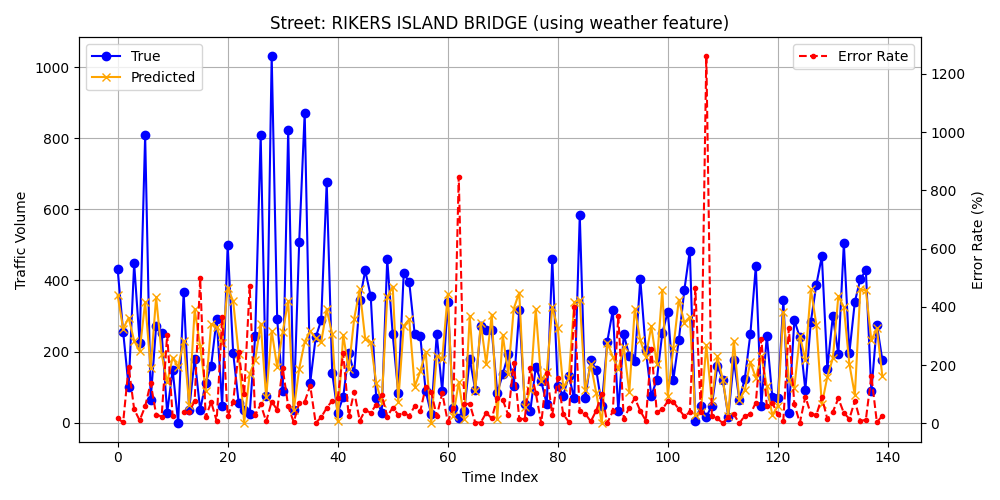 Street: RIKERS ISLAND BRIDGE (using weather feature)
True
Predicted
Error Rate
1000
800
600
400
200
0
Traffic Volume
1200
1000
800
600
400
200
0
Error Rate (%)
0 20 40 60 80 100 120 140
Time Index